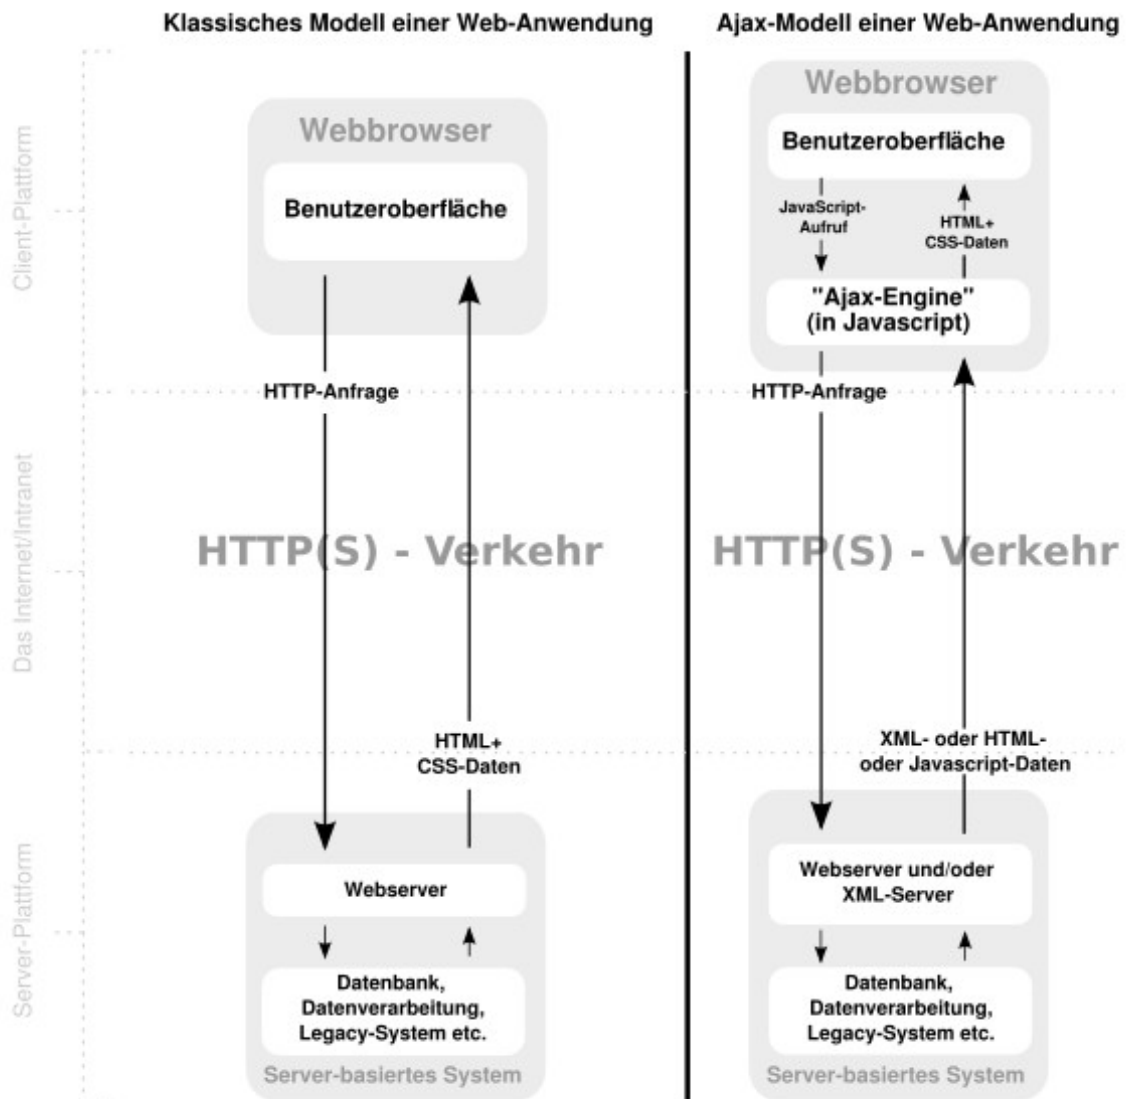 Klassisches Modell einer Web-Anwendung
Webbrowser
Benutzeroberfläche
HTTP-Anfrage
HTTP(S) - Verkehr
HTML+
CSS-Daten
Webserver
Datenbank,
Datenverarbeitung,
Legacy-System etc.
Server-basiertes System
Ajax-Modell einer Web-Anwendung
Webbrowser
Benutzeroberfläche
JavaScript-
Aufruf
HTML+
CSS-Daten
"Ajax-Engine"
(in Javascript)
HTTP-Anfrage
HTTP(S) - Verkehr
XML- oder HTML-
oder Javascript-Daten
Webserver und/oder
XML-Server
Datenbank,
Datenverarbeitung,
Legacy-System etc.
Server-basiertes System
Client-Plattform
Das Internet/Intranet
Server-Plattform